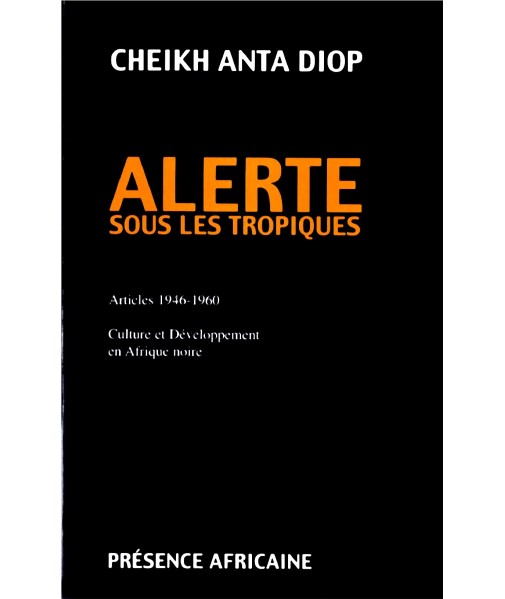 CHEIKH ANTA DIOP
ALERTE
SOUS LES TROPIQUES
Articles 1946-1960
Culture et Développement
en Afrique noire
PRÉSENCE AFRICAINE